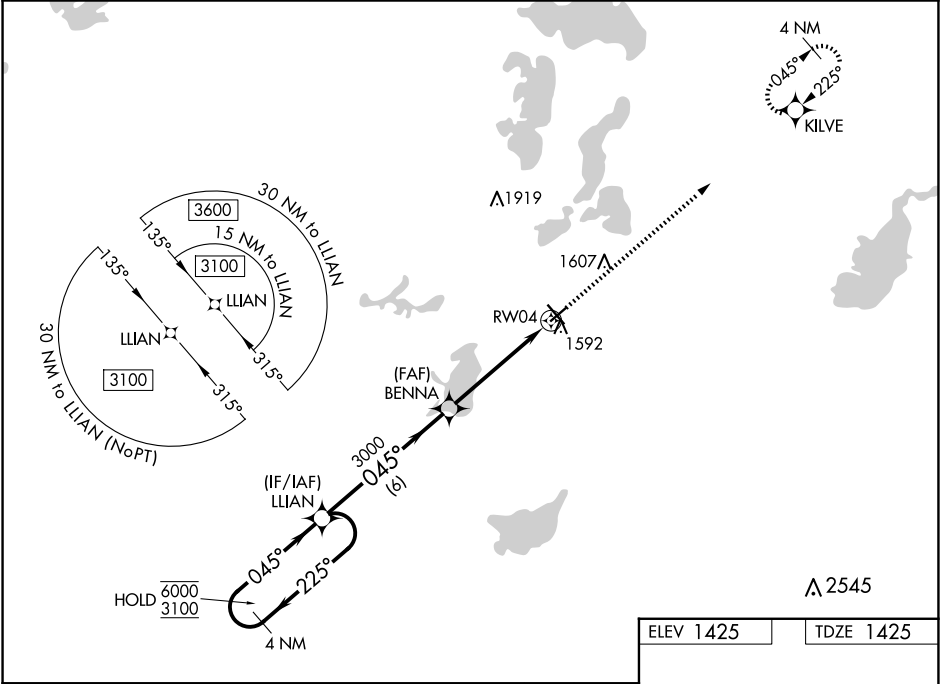 4 NM
045°
225°
KILVE
30 NM to LLIAN
3600
1919
135°
15 NM to LLIAN
3100
135°
LLIAN
1607
RW04
LLIAN
1592
315°
3100
315°
30 NM to LLIAN (NoPT)
(FAF)
BENNA
3000
045°
(6)
(IF/IAF)
LLIAN
045°
225°
HOLD 6000
3100
4 NM
2545
ELEV 1425
TDZE 1425